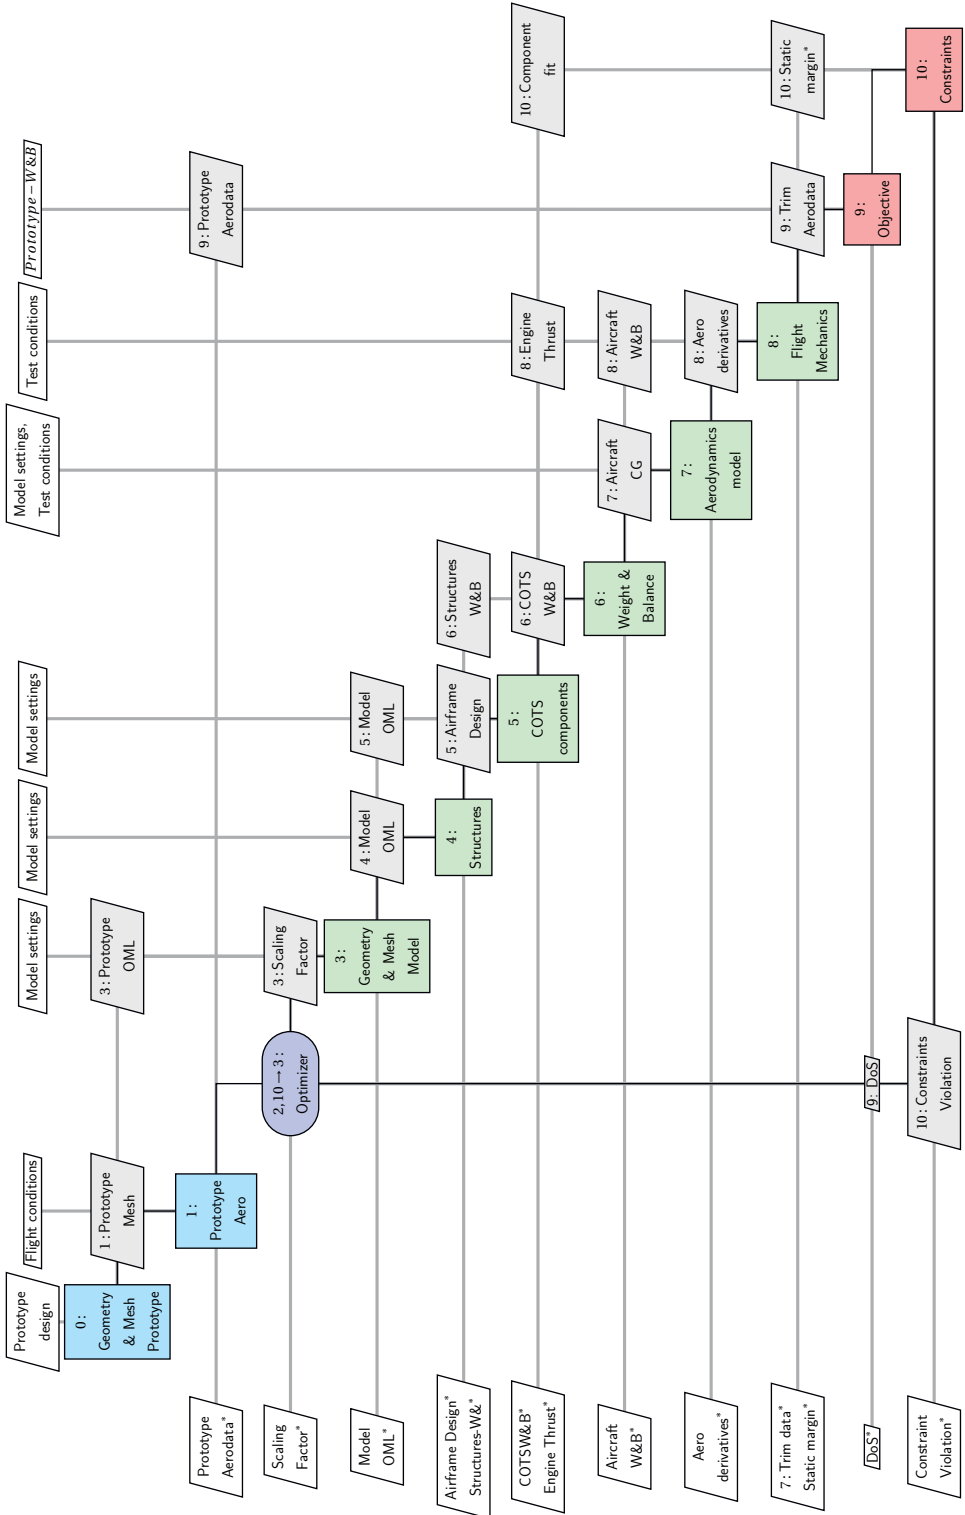 Prototype
design
Flight conditions
Model settings
Model settings
Model settings
Model settings,
Test conditions
Test conditions
Prototype − W&B
0:
Geometry
& Mesh
Prototype
1: Prototype
Mesh
3: Prototype
OML
Prototype
Aerodata*
1:
Prototype
Aero
9: Prototype
Aerodata
Scaling
Factor*
2,10→3:
Optimizer
3: Scaling
Factor
Model
OML*
3:
Geometry
& Mesh
Model
4: Model
OML
5: Model
OML
Airframe Design*
Structures-W&*
4:
Structures
5: Airframe
Design
6: Structures
W&B
COTSW&B*
Engine Thrust*
5:
COTS
components
6: COTS
W&B
8: Engine
Thrust
10: Component
fit
Aircraft
W&B*
6:
Weight &
Balance
7: Aircraft
CG
8: Aircraft
W&B
Aero
derivatives*
7:
Aerodynamics
model
8: Aero
derivatives
7: Trim data*
Static margin*
8:
Flight
Mechanics
9: Trim
Aerodata
10: Static
margin*
DoS*
9: DoS
9:
Objective
Constraint
Violation*
10: Constraints
Violation
10:
Constraints